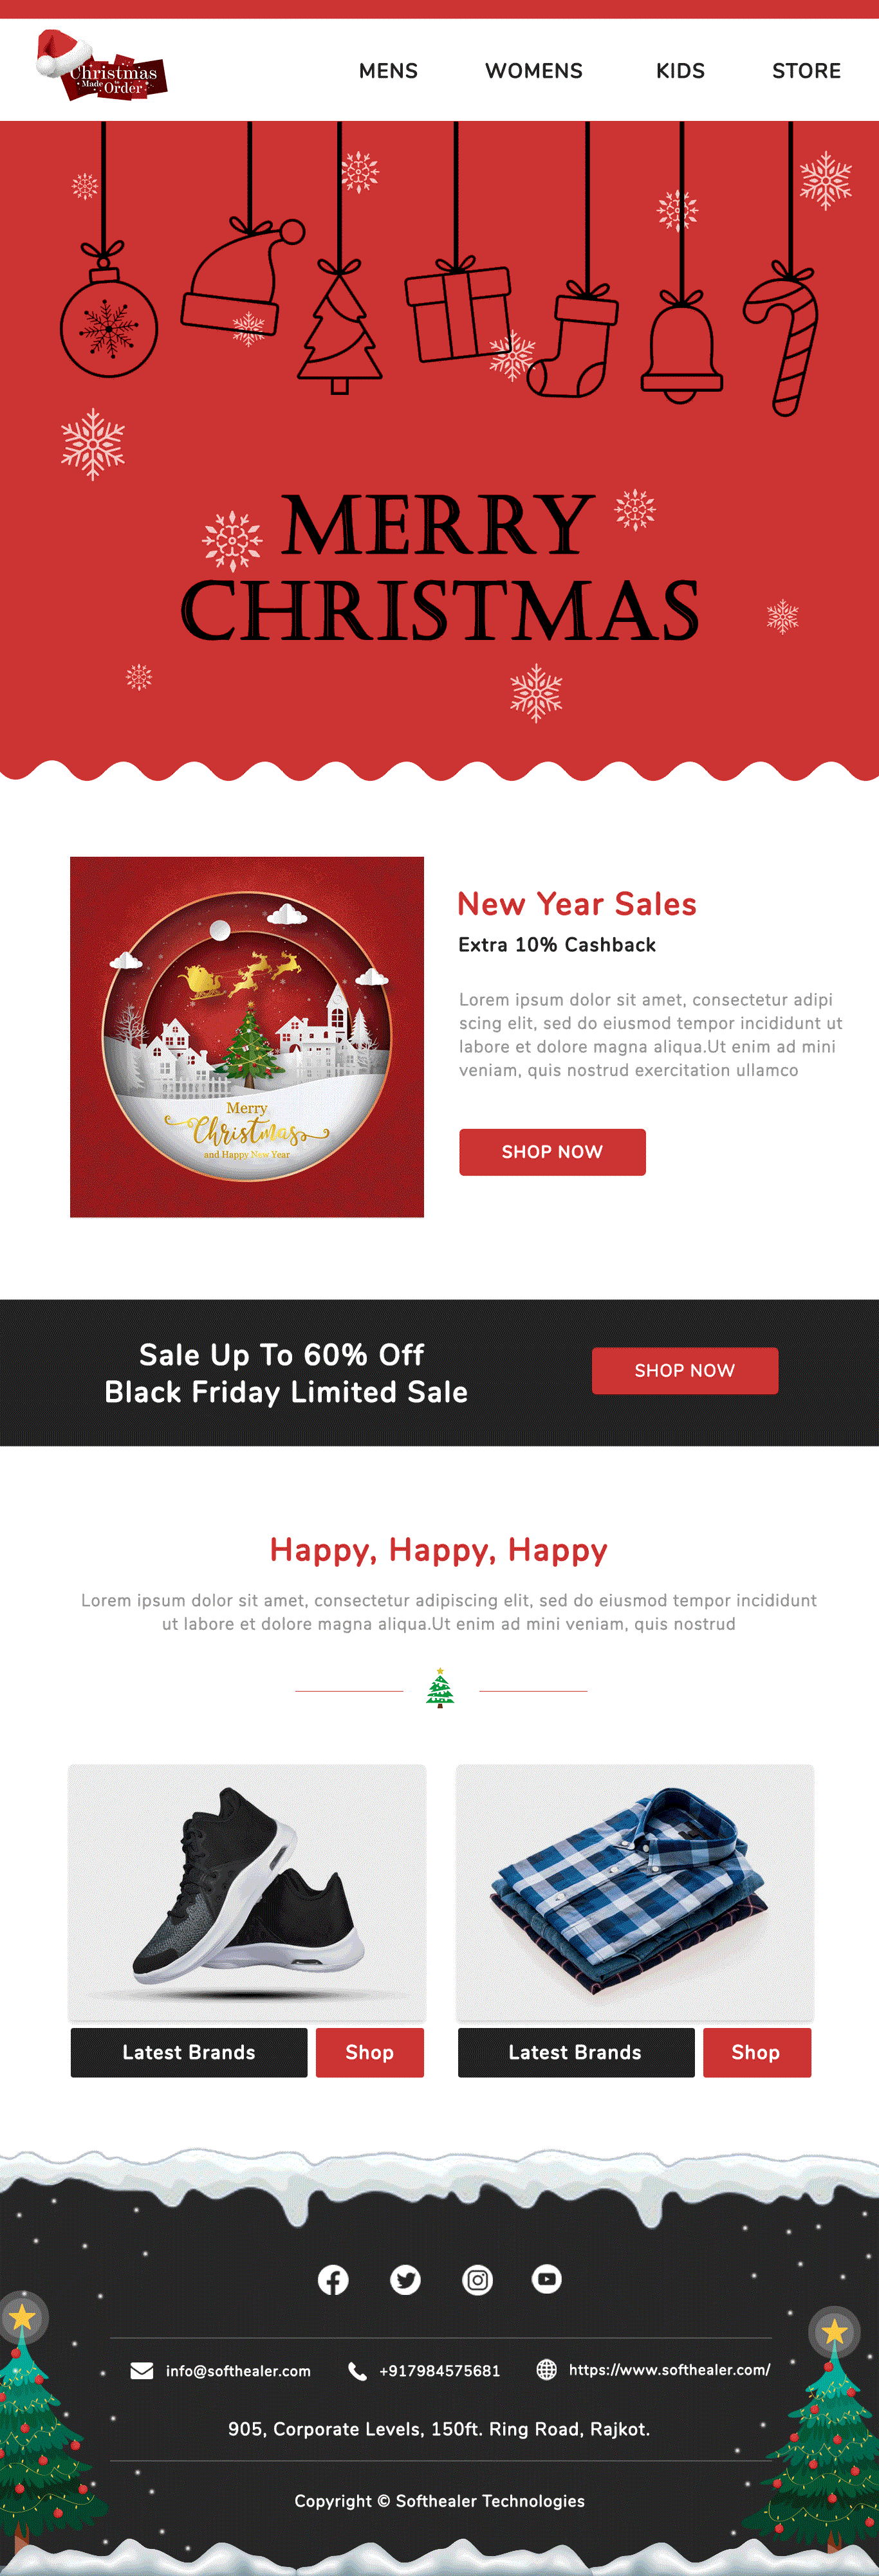 Christmas
Made to
Order
MENS WOMENS KIDS STORE
MERRY
CHRISTMAS
Merry
Christmas
and Happy New Year
New Year Sales
Extra 10% Cashback
Lorem ipsum dolor sit amet, consectetur adipi
scing elit, sed do eiusmod tempor incididunt ut
labore et dolore magna aliqua.Ut enim ad mini
veniam, quis nostrud exercitation ullamco
SHOP NOW
Sale Up To 60% Off
Black Friday Limited Sale
SHOP NOW
Happy, Happy, Happy
Lorem ipsum dolor sit amet, consectetur adipiscing elit, sed do eiusmod tempor incididunt
ut labore et dolore magna aliqua.Ut enim ad mini veniam, quis nostrud
Latest Brands Shop
Latest Brands Shop
info@softhealer.com +917984575681 https://www.softhealer.com/
905, Corporate Levels, 150ft. Ring Road, Rajkot.
Copyright © Softhealer Technologies